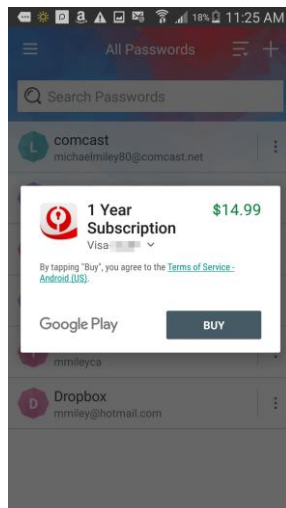 18% 11:25 AM
All Passwords
Search Passwords
L
comcast
michaelmiley80@comcast.net
1 Year $14.99
Subscription
Visa-
By tapping "Buy", you agree to the Terms of Service -
Android (US).
Google Play BUY
mmileyca
D
Dropbox
mmiley@hotmail.com